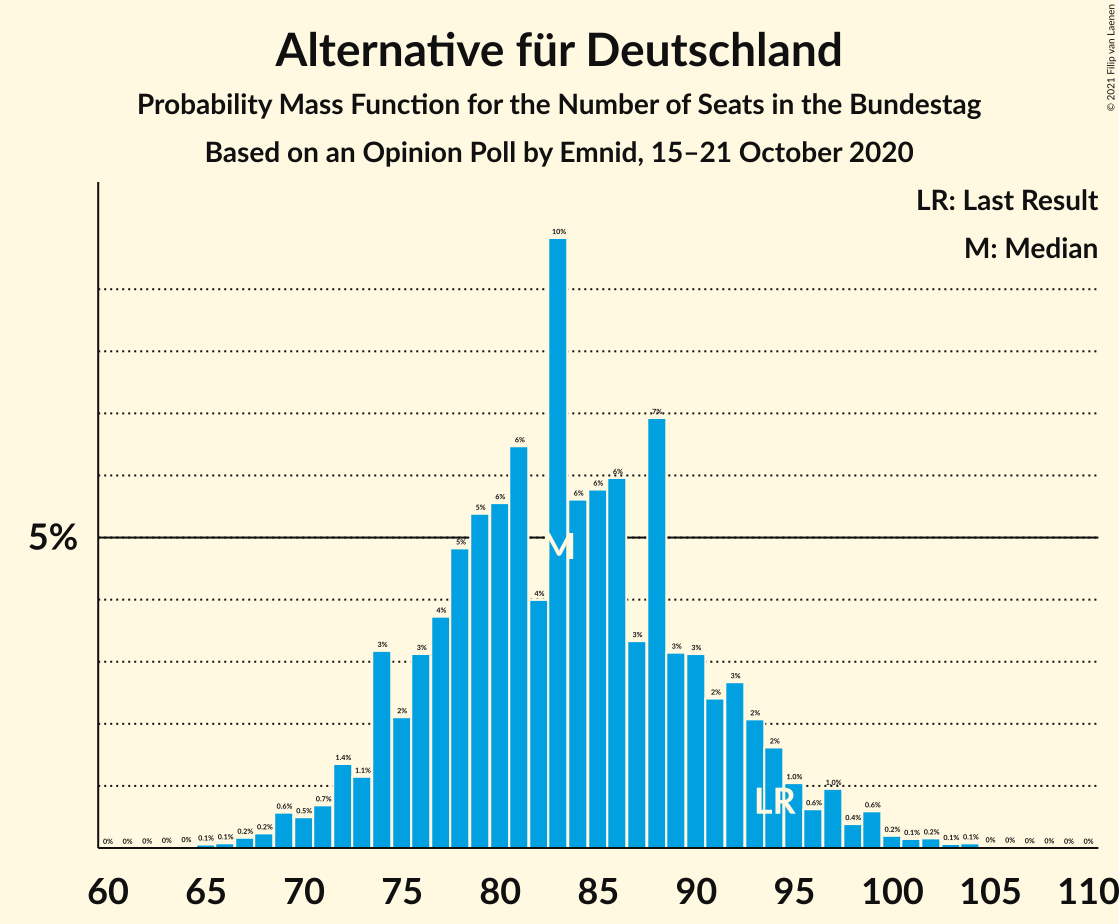 Alternative für Deutschland
Probability Mass Function for the Number of Seats in the Bundestag
Based on an Opinion Poll by Emnid, 15–21 October 2020
© 2021 Filip van Laenen
LR: Last Result
M: Median
5%
0% 0% 0% 0% 0% 0.1% 0.1% 0.2% 0.2% 0.6% 0.5% 0.7% 1.4% 1.1% 3% 2% 3% 4% 5% 5% 6% 6% 4% 10% 6% 6% 6% 3% 7% 3% 3% 2% 3% 2% 2% 1.0% 0.6% 1.0% 0.4% 0.6% 0.2% 0.1% 0.2% 0.1% 0.1% 0% 0% 0% 0% 0% 0%
M
LR
60 65 70 75 80 85 90 95 100 105 110